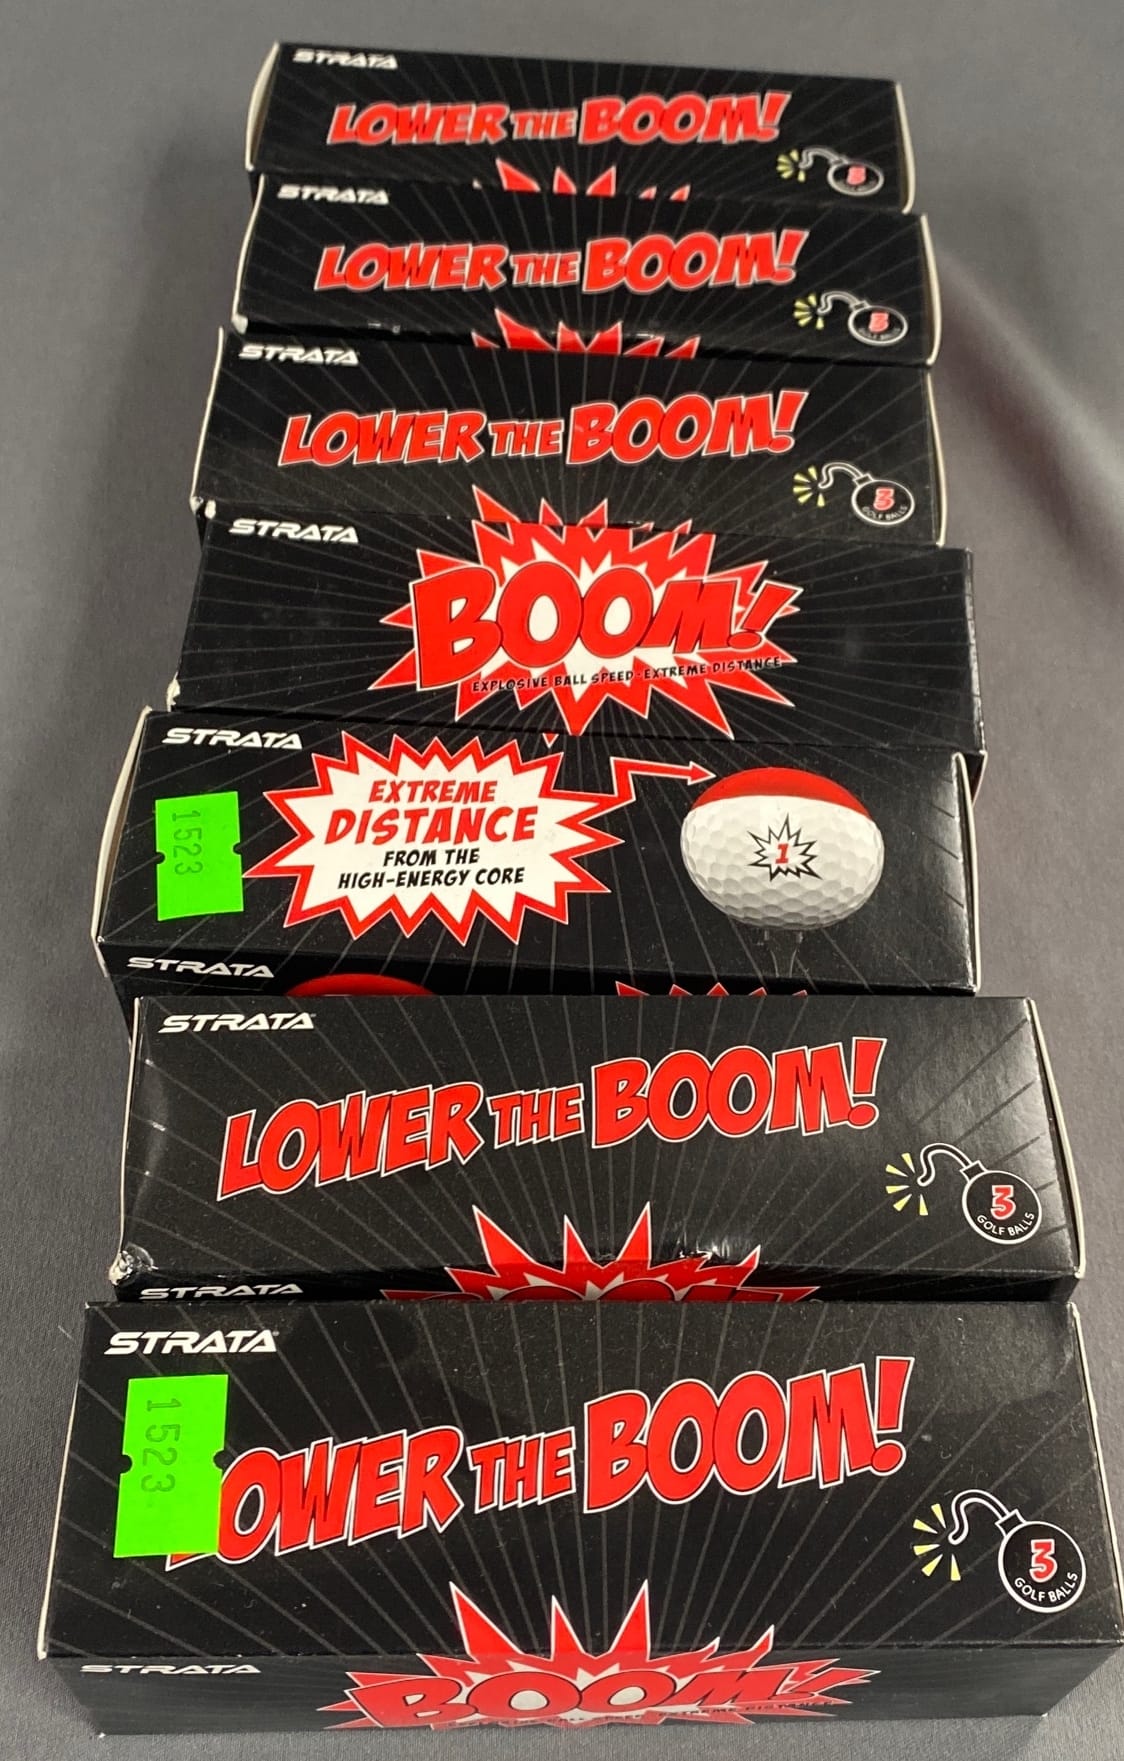 STRATA
LOWER THE BOOM!
3
STRATA
LOWER THE BOOM!
3
STRATA
LOWER THE BOOM!
3
GOLF BALLS
STRATA
BOOM!
EXPLOSIVE BALL SPEED · EXTREME DISTANCE
STRATA
1523
EXTREME
DISTANCE
FROM THE
HIGH-ENERGY CORE
1
STRATA
STRATA
LOWER THE BOOM!
3
GOLF BALLS
STRATA
STRATA
1523
LOWER THE BOOM!
3
GOLF BALLS
STRATA
BOOM!